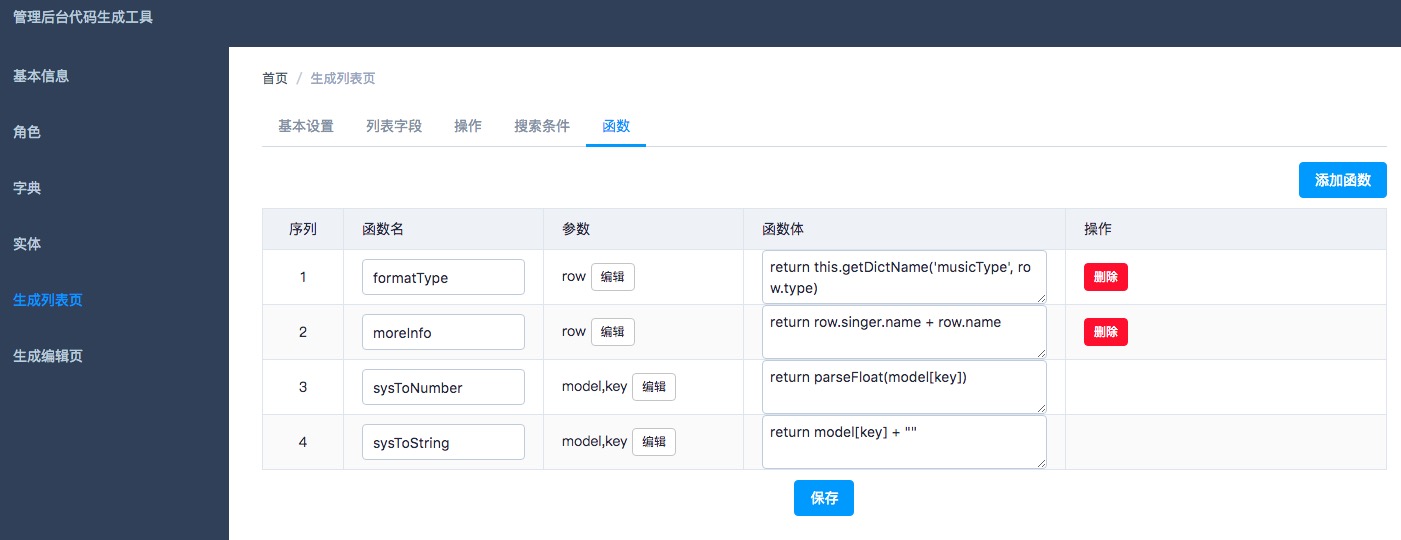 管理后台代码生成工具
基本信息
角色
字典
实体
生成列表页
生成编辑页
首页 / 生成列表页
基本设置 列表字段 操作 搜索条件 函数
添加函数
序列 函数名 参数 函数体 操作
1 formatType row 编辑 return this.getDictName('musicType', ro
w.type) 删除
2 moreInfo row 编辑 return row.singer.name + row.name 删除
3 sysToNumber model,key 编辑 return parseFloat(model[key])
4 sysToString model,key 编辑 return model[key] + ""
保存